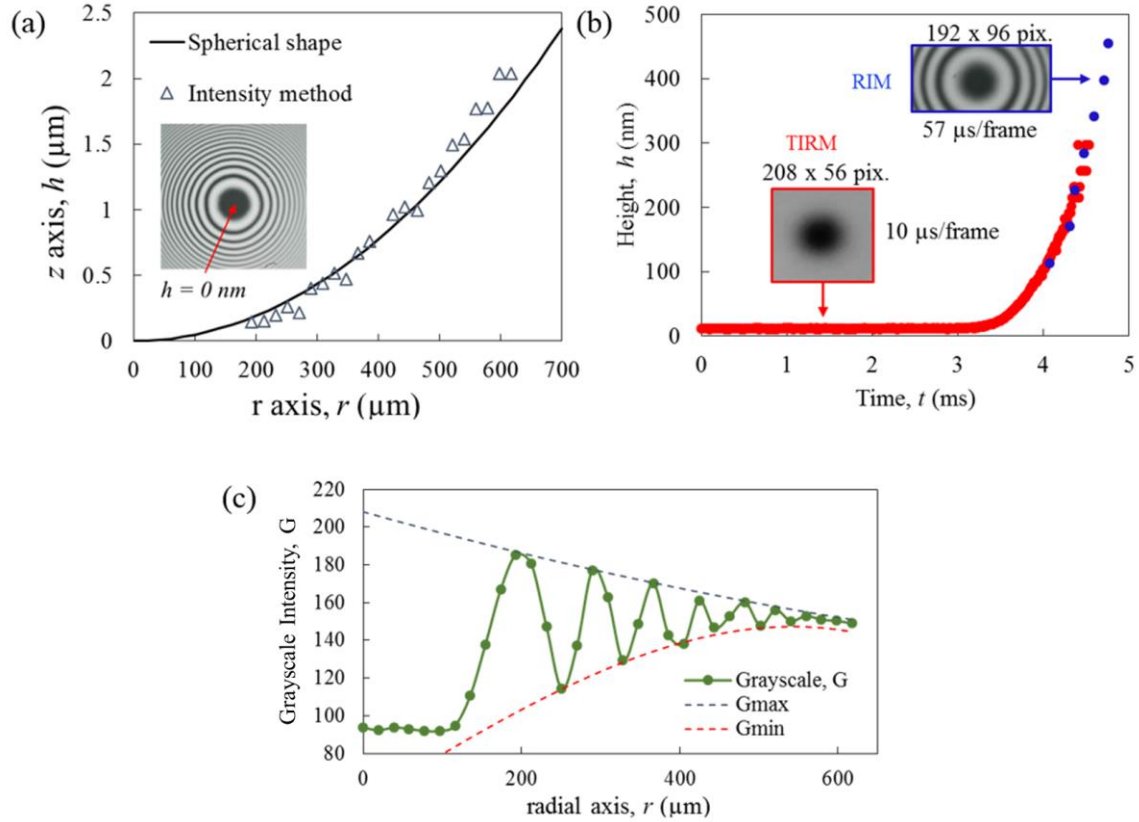 (a)
2.5
2
1.5
1
0.5
0
z axis, h (µm)
Spherical shape
Intensity method
h = 0 nm
0 100 200 300 400 500 600 700
r axis, r (µm)
(b)
500
400
300
200
100
0
Height, h (nm)
192 x 96 pix.
RIM
57 µs/frame
TIRM
208 x 56 pix.
10 µs/frame
0 1 2 3 4 5
Time, t (ms)
(c)
220
200
180
160
140
120
100
80
Grayscale Intensity, G
Grayscale, G
Gmax
Gmin
0 200 400 600
radial axis, r (µm)